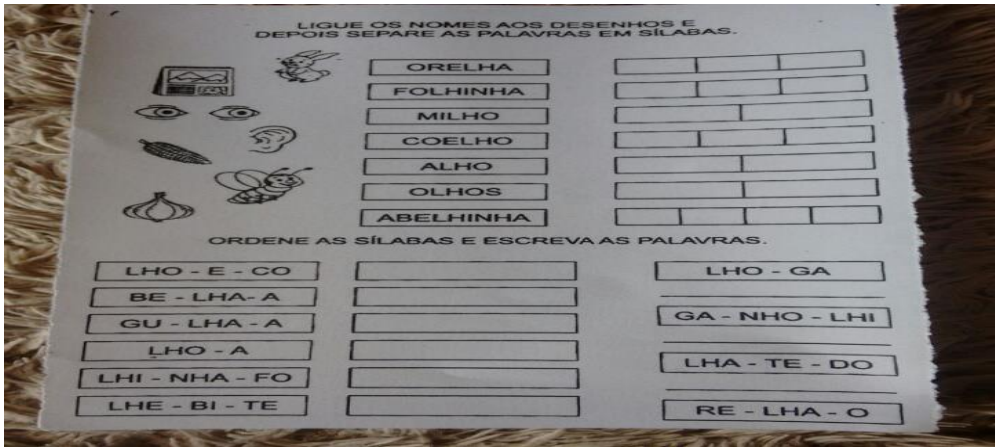 LIGUE OS NOMES AOS DESENHOS E
DEPOIS SEPARE AS PALAVRAS EM SÍLABAS.
ORELHA
FOLHINHA
MILHO
COELHO
ALHO
OLHOS
ABELHINHA
ORDENE AS SÍLABAS E ESCREVA AS PALAVRAS.
LHO - E - CO
BE - LHA- A
GU - LHA - A
LHO - A
LHI - NHA - FO
LHE - BI - TE
LHO - GA
GA - NHO - LHI
LHA - TE - DO
RE - LHA - O